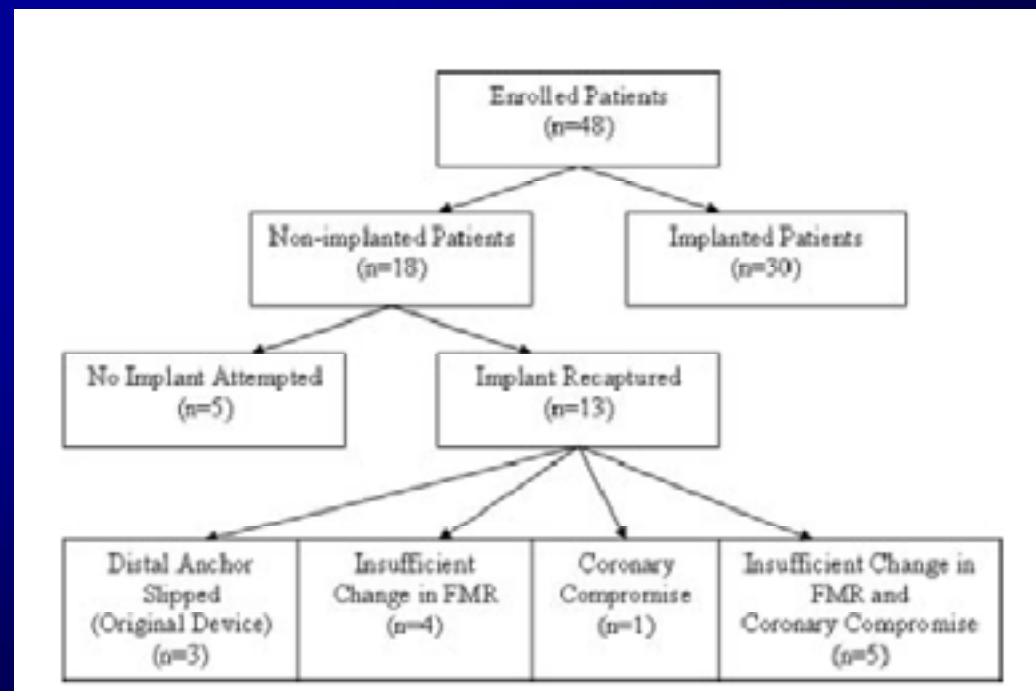 Enrolled Patients
(n=48)
Non-implanted Patients
(n=18)
Implanted Patients
(n=30)
No Implant Attempted
(n=5)
Implant Recaptured
(n=13)
Distal Anchor
Slipped
(Original Device)
(n=3)
Insufficient
Change in FMR
(n=4)
Coronary
Compromise
(n=1)
Insufficient Change in
FMR and
Coronary Compromise
(n=5)